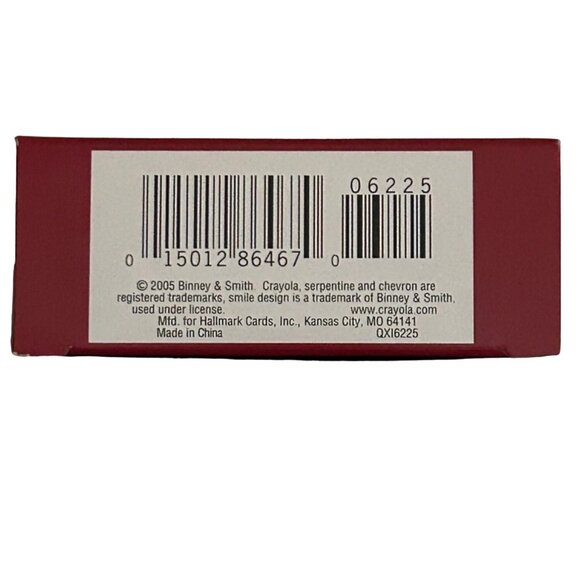 06225
0 15012 86467 0
© 2005 Binney & Smith. Crayola, serpentine and chevron are
registered trademarks, smile design is a trademark of Binney & Smith.
used under license. www.crayola.com
Mfd. for Hallmark Cards, Inc., Kansas City, MO 64141
Made in China QXI6225